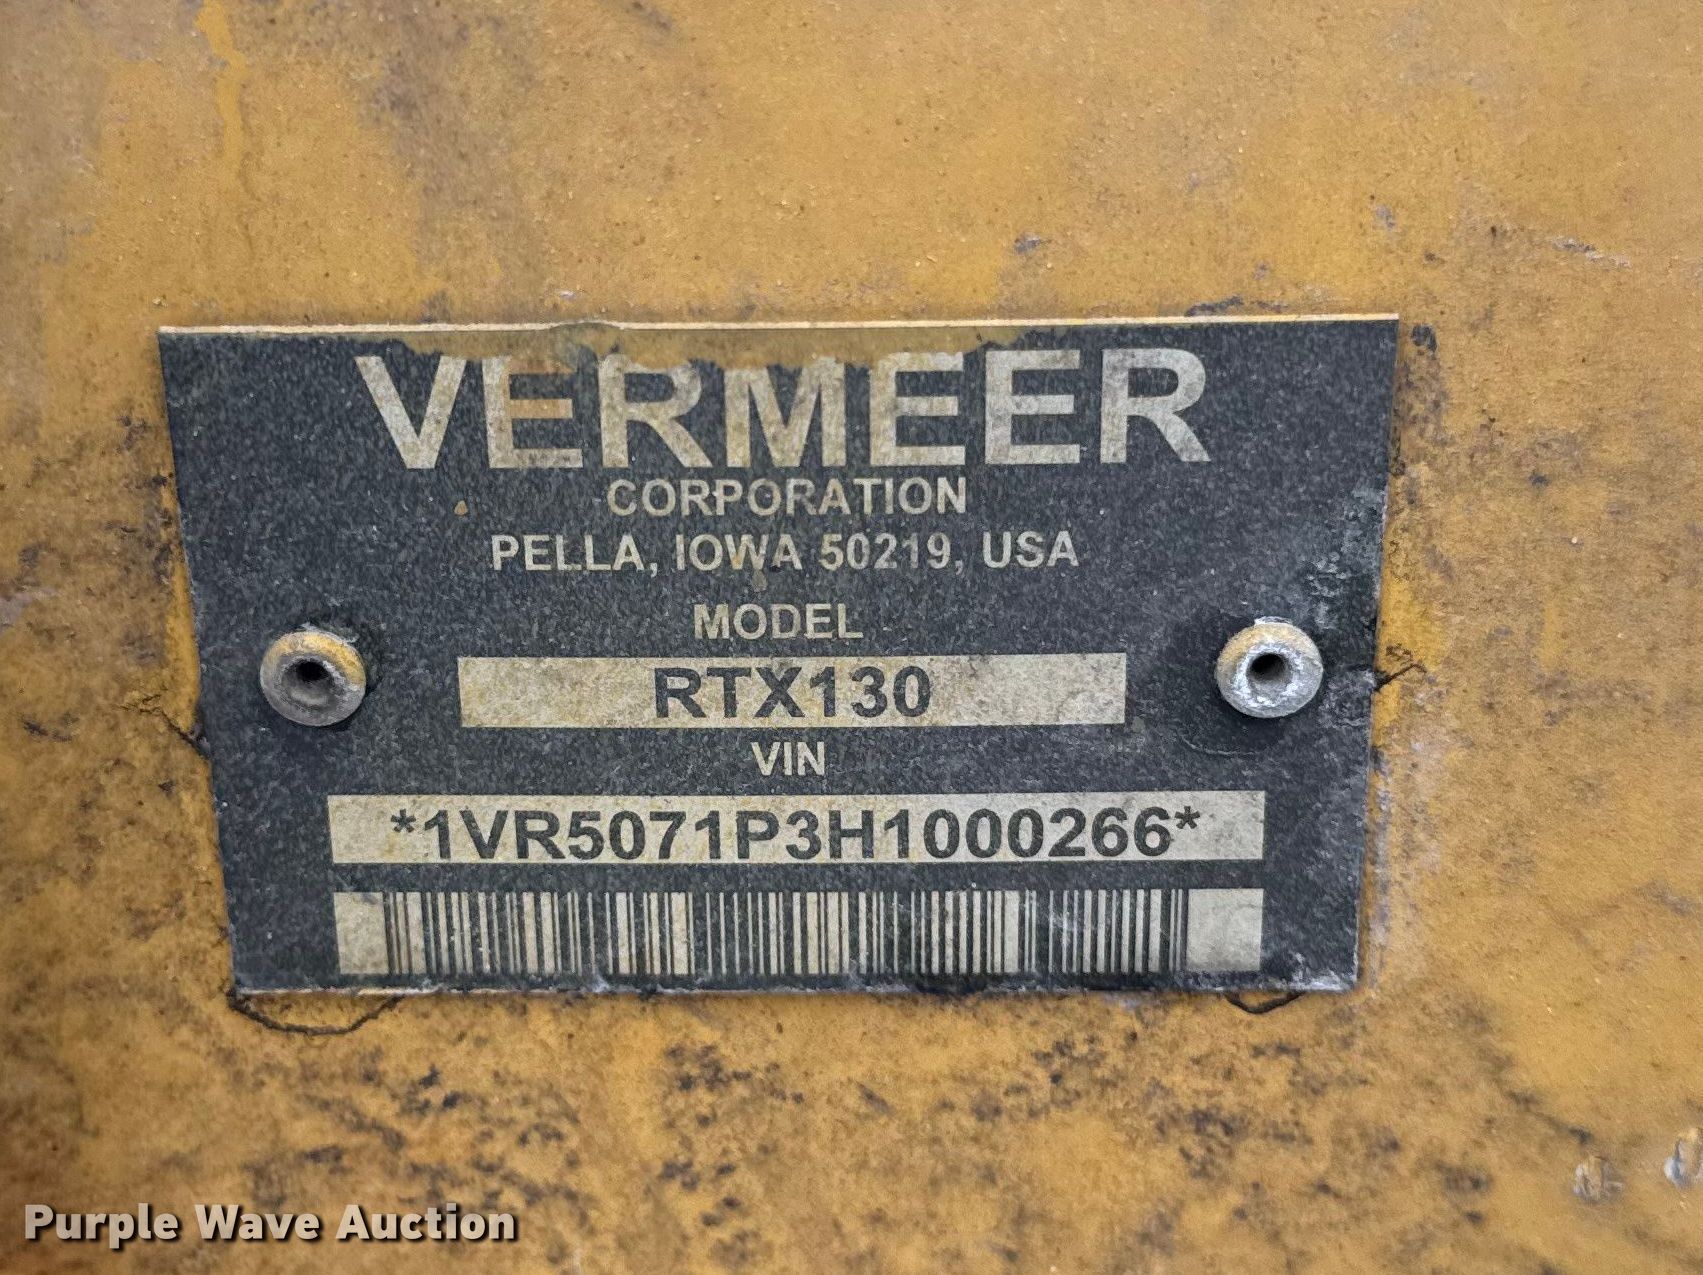 VERMEER
CORPORATION
PELLA, IOWA 50219, USA
MODEL
RTX130
VIN
*1VR5071P3H1000266*
Purple Wave Auction